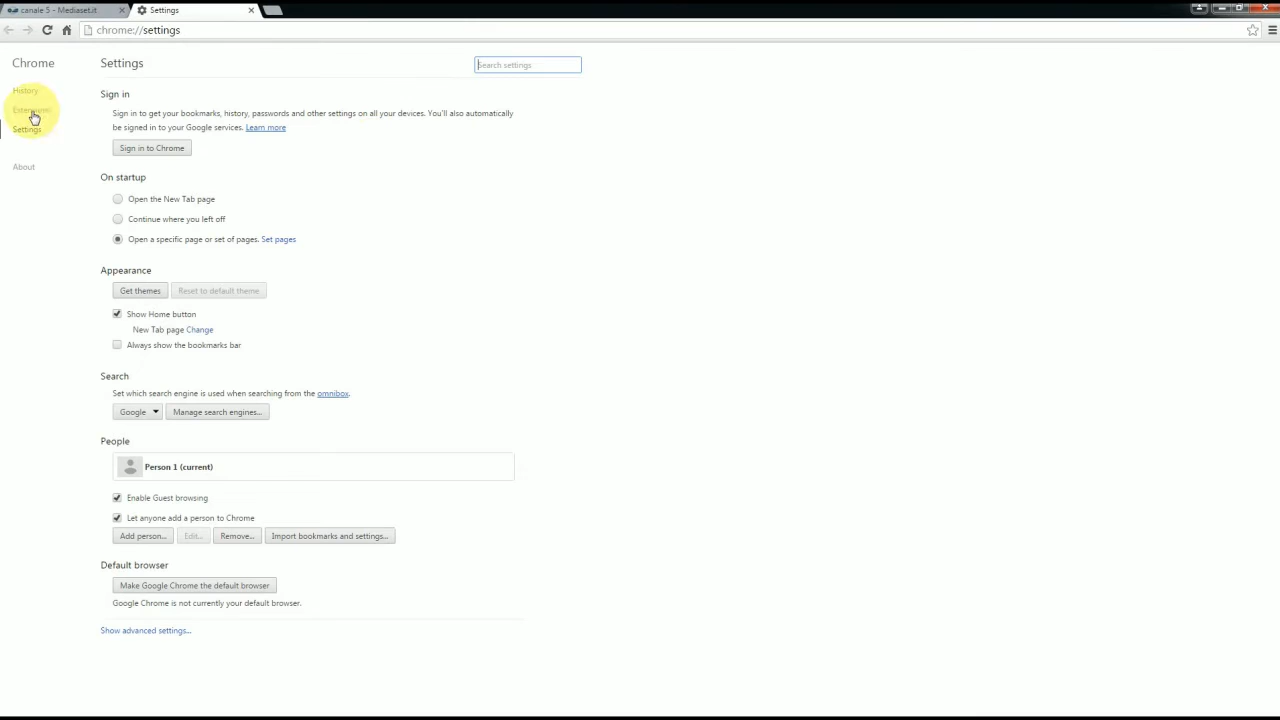 canale 5 - Mediaset.it
Settings
chrome://settings
Chrome
Settings
Search settings
History
Extensions
Settings
About
Sign in
Sign in to get your bookmarks, history, passwords and other settings on all your devices. You'll also automatically
be signed in to your Google services. Learn more
Sign in to Chrome
On startup
Open the New Tab page
Continue where you left off
Open a specific page or set of pages. Set pages
Appearance
Get themes Reset to default theme
Show Home button
New Tab page Change
Always show the bookmarks bar
Search
Set which search engine is used when searching from the omnibox.
Google Manage search engines...
People
Person 1 (current)
Enable Guest browsing
Let anyone add a person to Chrome
Add person... Edit... Remove... Import bookmarks and settings...
Default browser
Make Google Chrome the default browser
Google Chrome is not currently your default browser.
Show advanced settings...